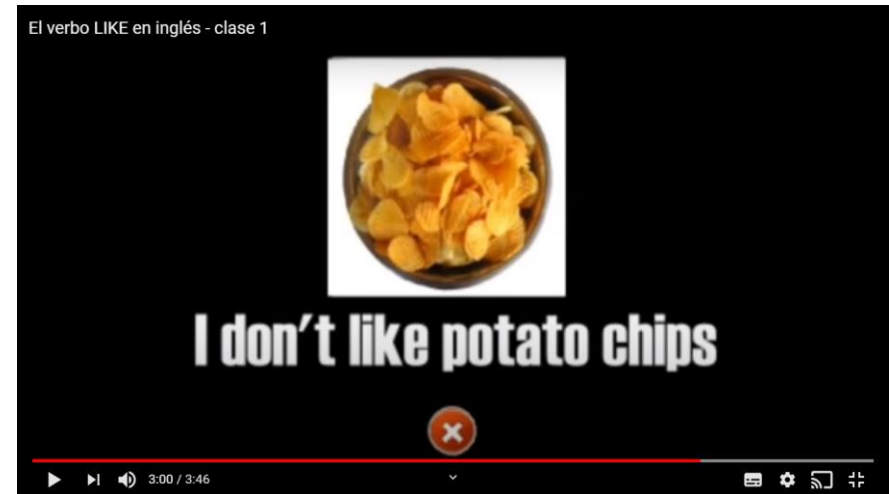 El verbo LIKE en inglés - clase 1
I don't like potato chips
3:00 / 3:46